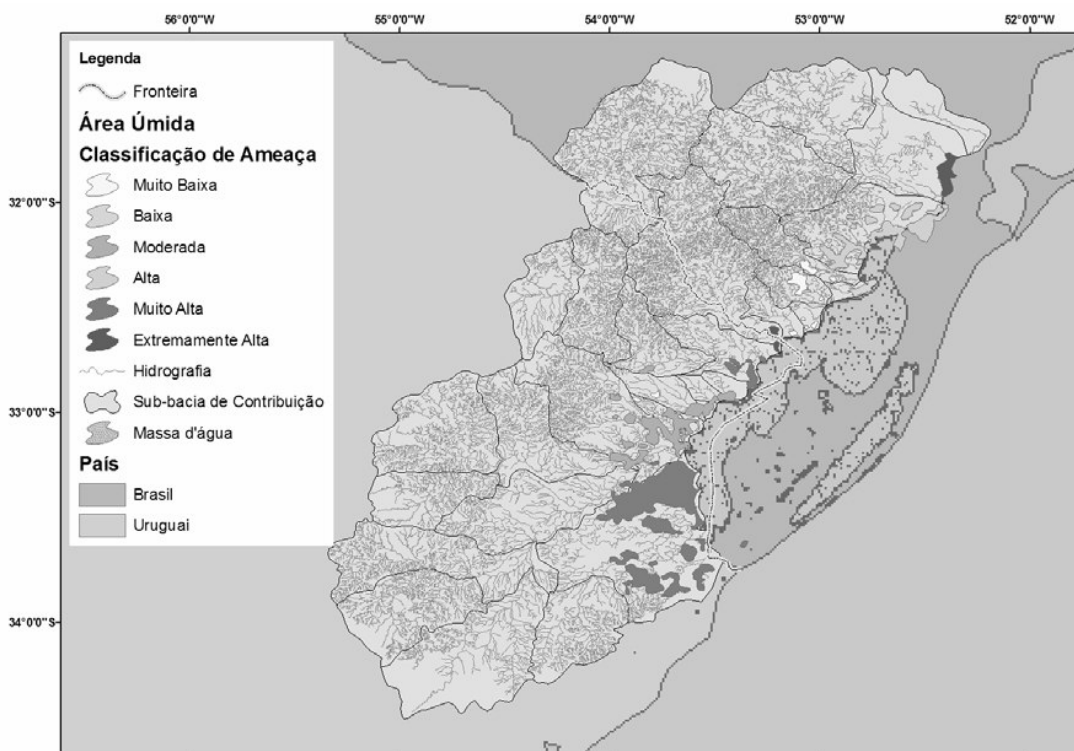 56°0'0"W 55°0'0"W 54°0'0"W 53°0'0"W 52°0'0"W
Legenda
Fronteira
Área Úmida
Classificação de Ameaça
Muito Baixa
Baixa
Moderada
Alta
Muito Alta
Extremamente Alta
Hidrografia
Sub-bacia de Contribuição
Massa d'água
País
Brasil
Uruguai
32°0'0"S
33°0'0"S
34°0'0"S